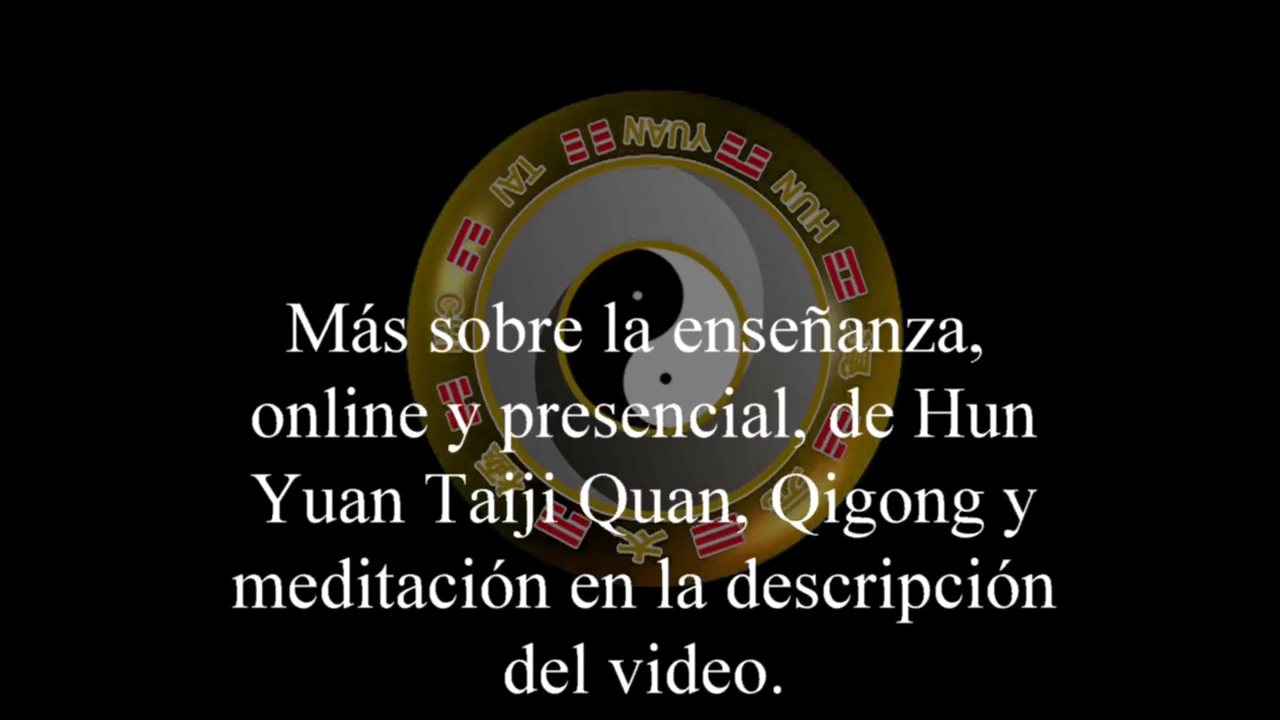 YUAN
TAI
HUN
Más sobre la enseñanza,
online y presencial, de Hun
Yuan Taiji Quan, Qigong y
meditación en la descripción
del video.
太